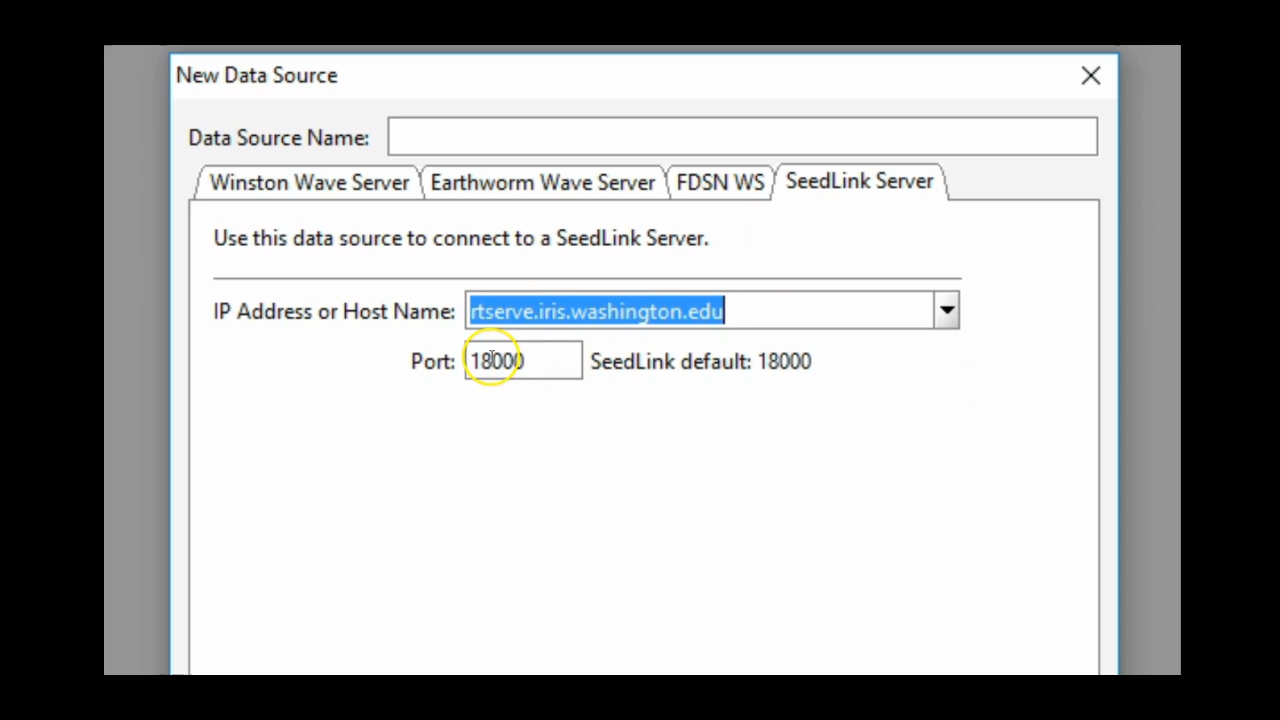 New Data Source
Data Source Name:
Winston Wave Server Earthworm Wave Server FDSN WS SeedLink Server
Use this data source to connect to a SeedLink Server.
IP Address or Host Name: rtserve.iris.washington.edu
Port: 18000 SeedLink default: 18000